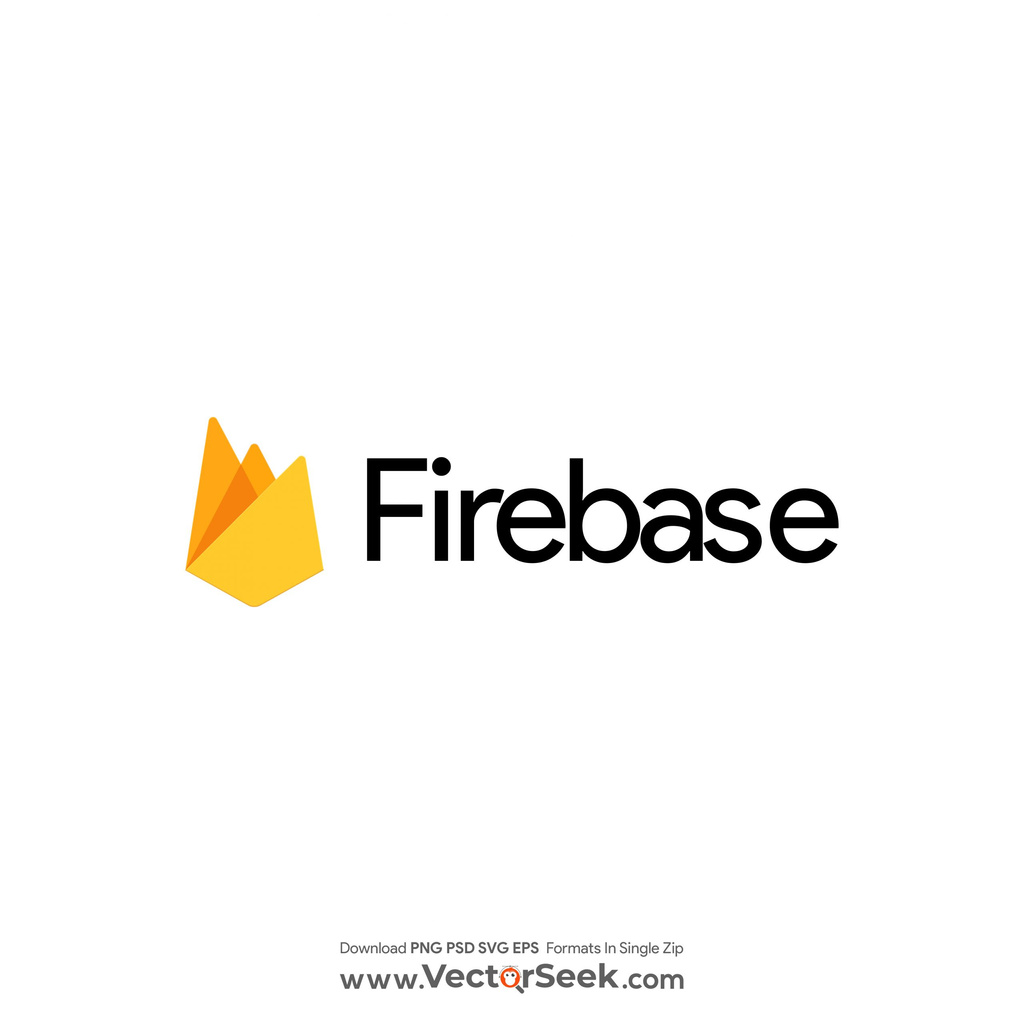 Firebase
Download PNG PSD SVG EPS Formats In Single Zip
www.VectorSeek.com